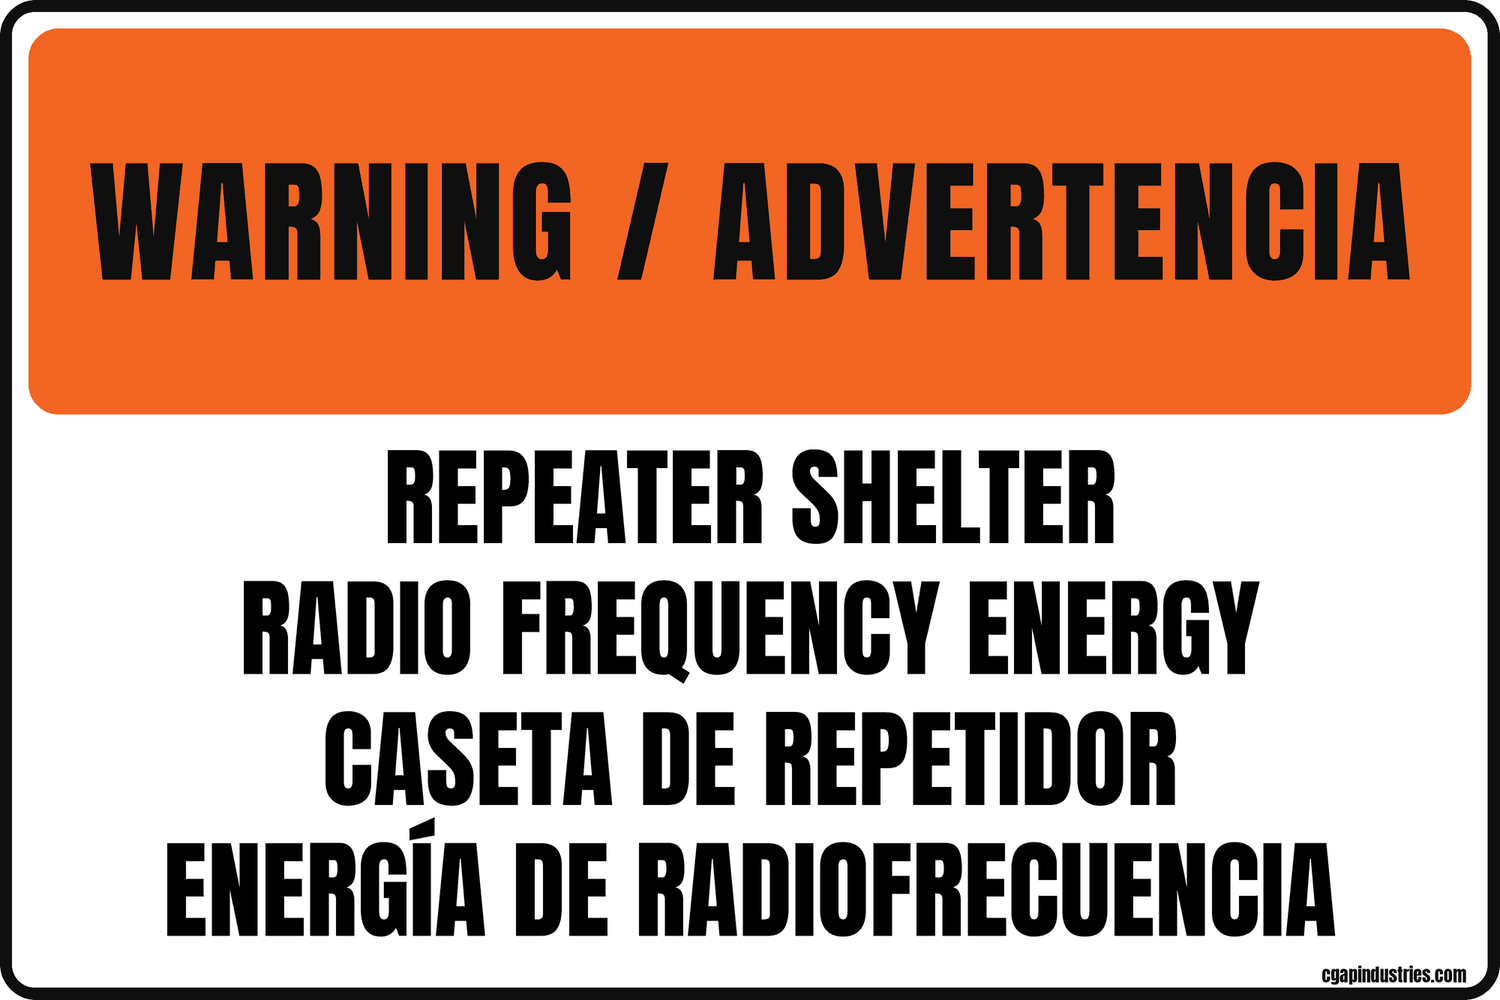 WARNING / ADVERTENCIA
REPEATER SHELTER
RADIO FREQUENCY ENERGY
CASETA DE REPETIDOR
ENERGÍA DE RADIOFRECUENCIA
cgapindustries.com